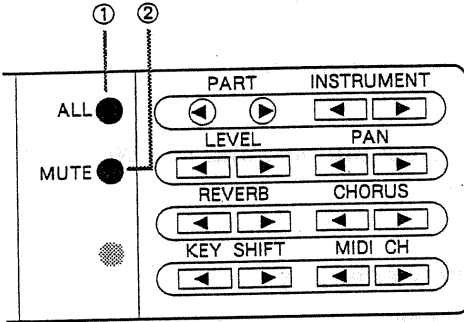 ① ②
PART INSTRUMENT
ALL
LEVEL PAN
MUTE
REVERB CHORUS
KEY SHIFT MIDI CH